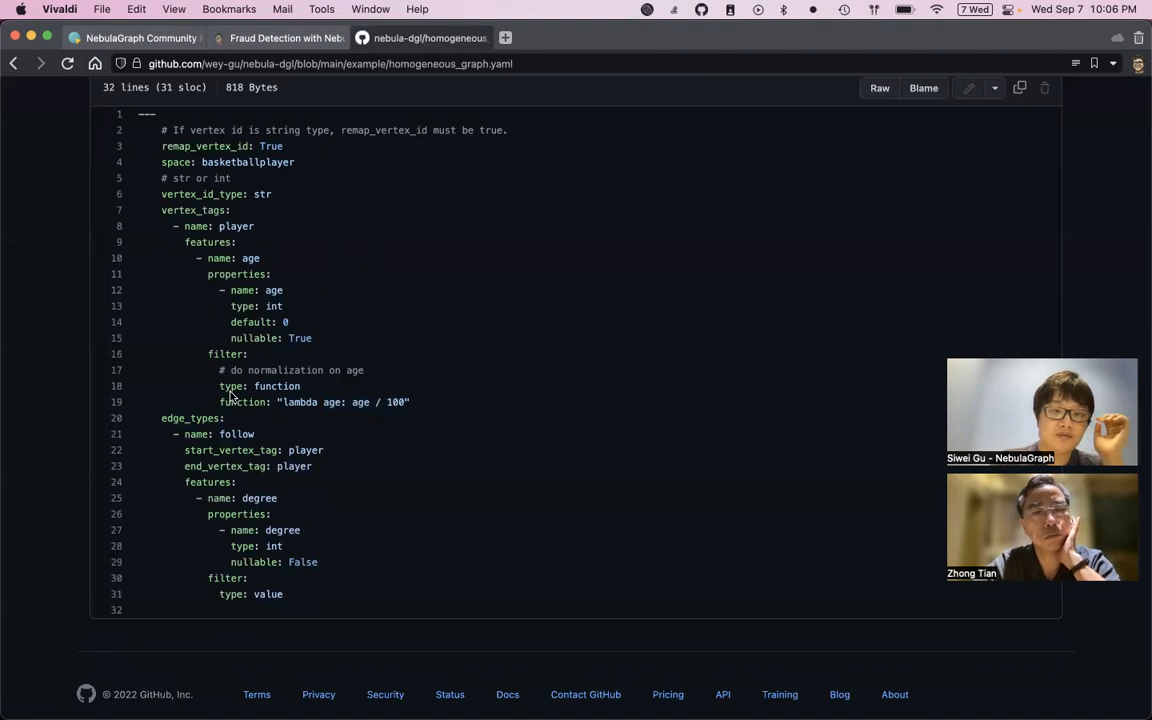 Vivaldi File Edit View Bookmarks Mail Tools Window Help 7 Wed Wed Sep 7 10:06 PM
NebulaGraph Community Fraud Detection with Neb nebula-dgl/homogeneous_
github.com/wey-gu/nebula-dgl/blob/main/example/homogeneous_graph.yaml
32 lines (31 sloc) 818 Bytes Raw Blame
1 ---
2 # If vertex id is string type, remap_vertex_id must be true.
3 remap_vertex_id: True
4 space: basketballplayer
5 # str or int
6 vertex_id_type: str
7 vertex_tags:
8 - name: player
9 features:
10 - name: age
11 properties:
12 - name: age
13 type: int
14 default: 0
15 nullable: True
16 filter:
17 # do normalization on age
18 type: function
19 function: "lambda age: age / 100"
20 edge_types:
21 - name: follow
22 start_vertex_tag: player
23 end_vertex_tag: player
24 features:
25 - name: degree
26 properties:
27 - name: degree
28 type: int
29 nullable: False
30 filter:
31 type: value
32
Siwei Gu - NebulaGraph
Zhong Tian
© 2022 GitHub, Inc. Terms Privacy Security Status Docs Contact GitHub Pricing API Training Blog About